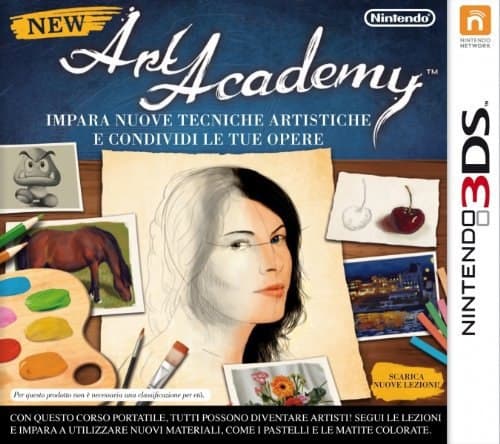 NEW
Art Academy™
Nintendo
NINTENDO NETWORK
IMPARA NUOVE TECNICHE ARTISTICHE
E CONDIVIDI LE TUE OPERE
NINTENDO 3DS™
SCARICA
NUOVE LEZIONI!
Per questo prodotto non è necessaria una classificazione per età.
CON QUESTO CORSO PORTATILE, TUTTI POSSONO DIVENTARE ARTISTI! SEGUI LE LEZIONI
E IMPARA A UTILIZZARE NUOVI MATERIALI, COME I PASTELLI E LE MATITE COLORATE.